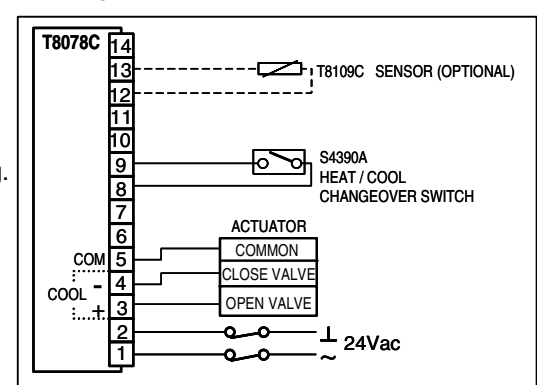 T8078C
14
13
T8109C SENSOR (OPTIONAL)
12
11
10
9
S4390A
HEAT / COOL
CHANGEOVER SWITCH
8
7
6
ACTUATOR
COM 5
COMMON
COOL
- 4
CLOSE VALVE
+ 3
OPEN VALVE
2
⊥
24Vac
1
~
.